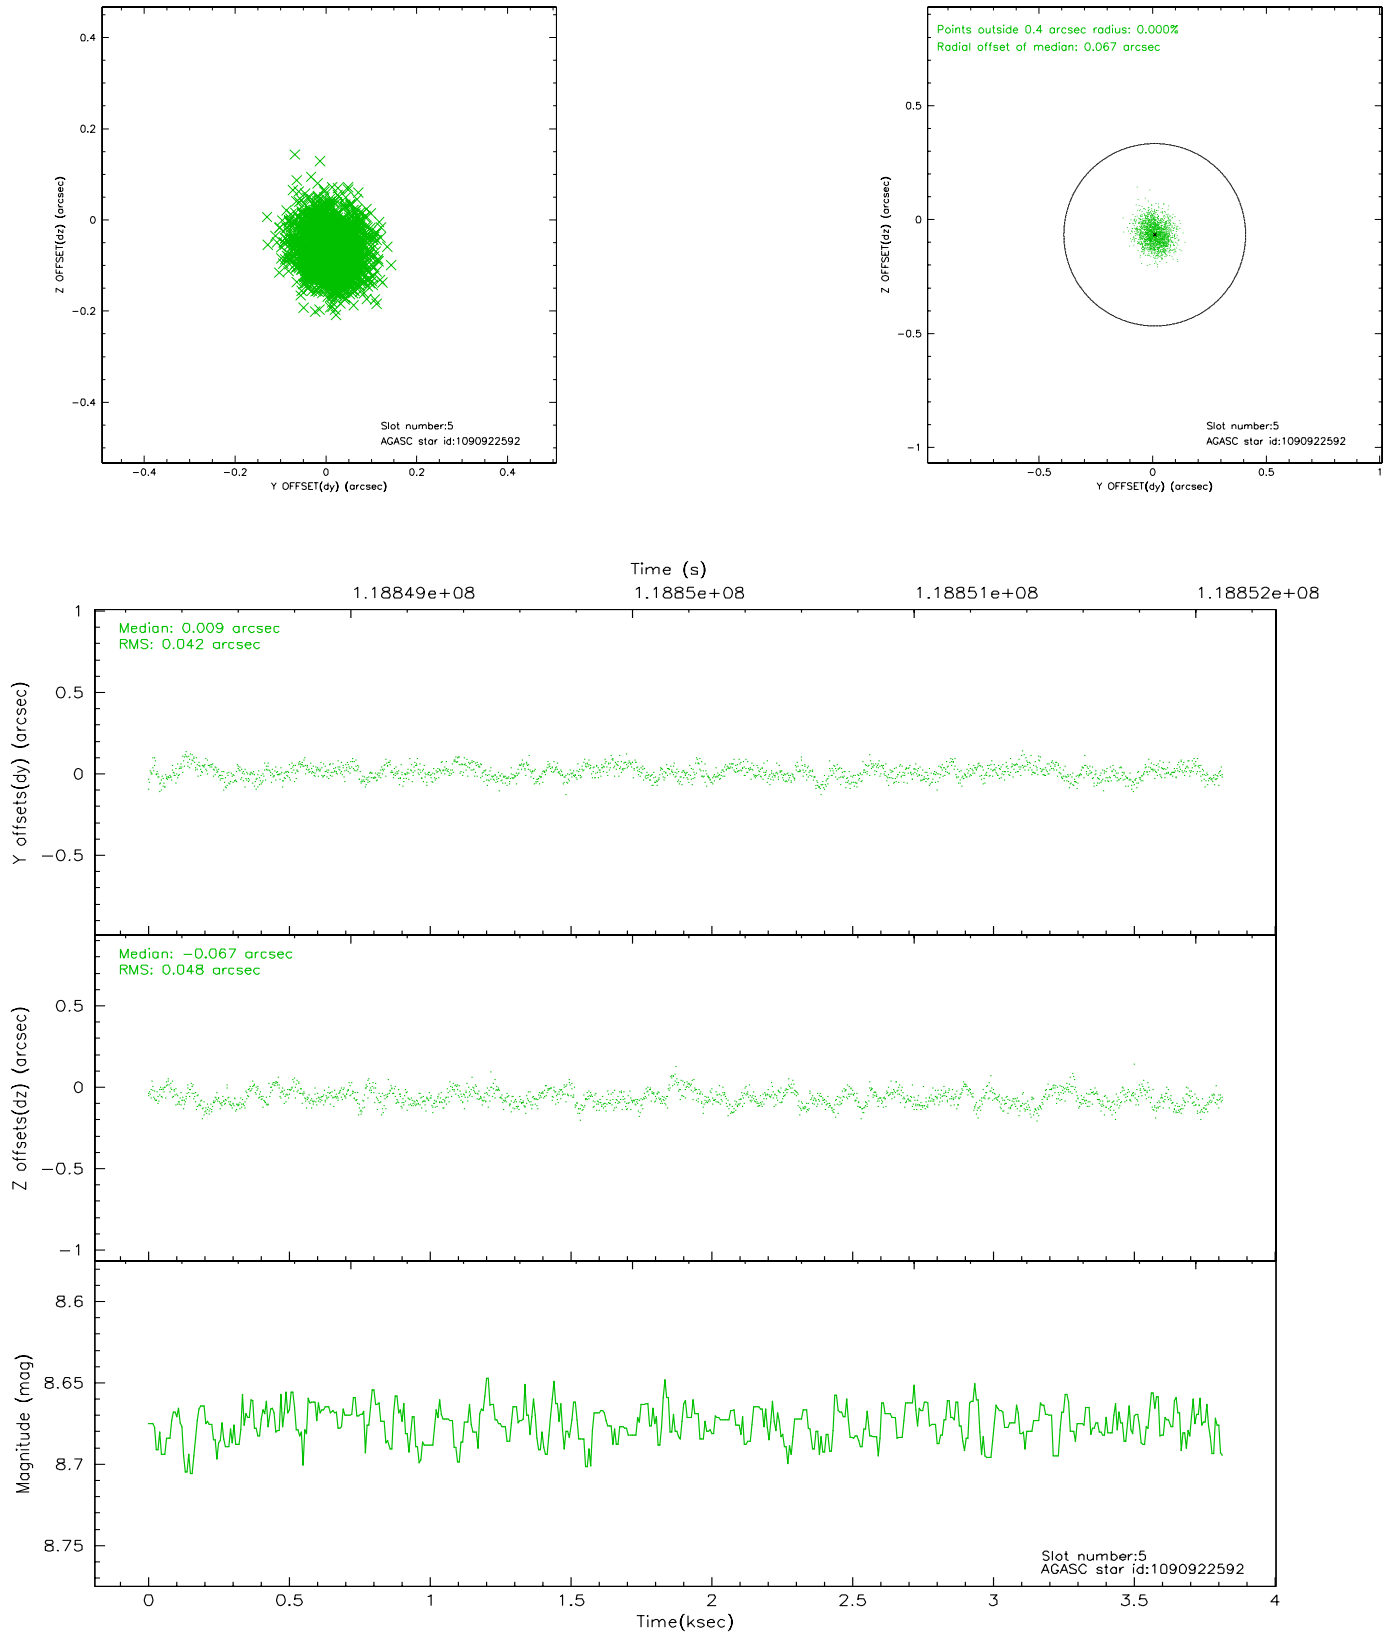 0.4
0.2
0
−0.2
−0.4
Z OFFSET(dz) (arcsec)
−0.4
−0.2
0
0.2
0.4
Y OFFSET(dy) (arcsec)
Slot number:5
AGASC star id:1090922592
Points outside 0.4 arcsec radius: 0.000%
Radial offset of median: 0.067 arcsec
0.5
0
−0.5
−1
Z OFFSET(dz) (arcsec)
−0.5
0
0.5
1
Y OFFSET(dy) (arcsec)
Slot number:5
AGASC star id:1090922592
Time (s)
1.18849e+08
1.1885e+08
1.18851e+08
1.18852e+08
Median: 0.009 arcsec
RMS: 0.042 arcsec
1
0.5
0
−0.5
Y offsets(dy) (arcsec)
Median: −0.067 arcsec
RMS: 0.048 arcsec
0.5
0
−0.5
−1
Z offsets(dz) (arcsec)
8.6
8.65
8.7
8.75
Magnitude (mag)
Slot number:5
AGASC star id:1090922592
0
0.5
1
1.5
2
2.5
3
3.5
4
Time(ksec)